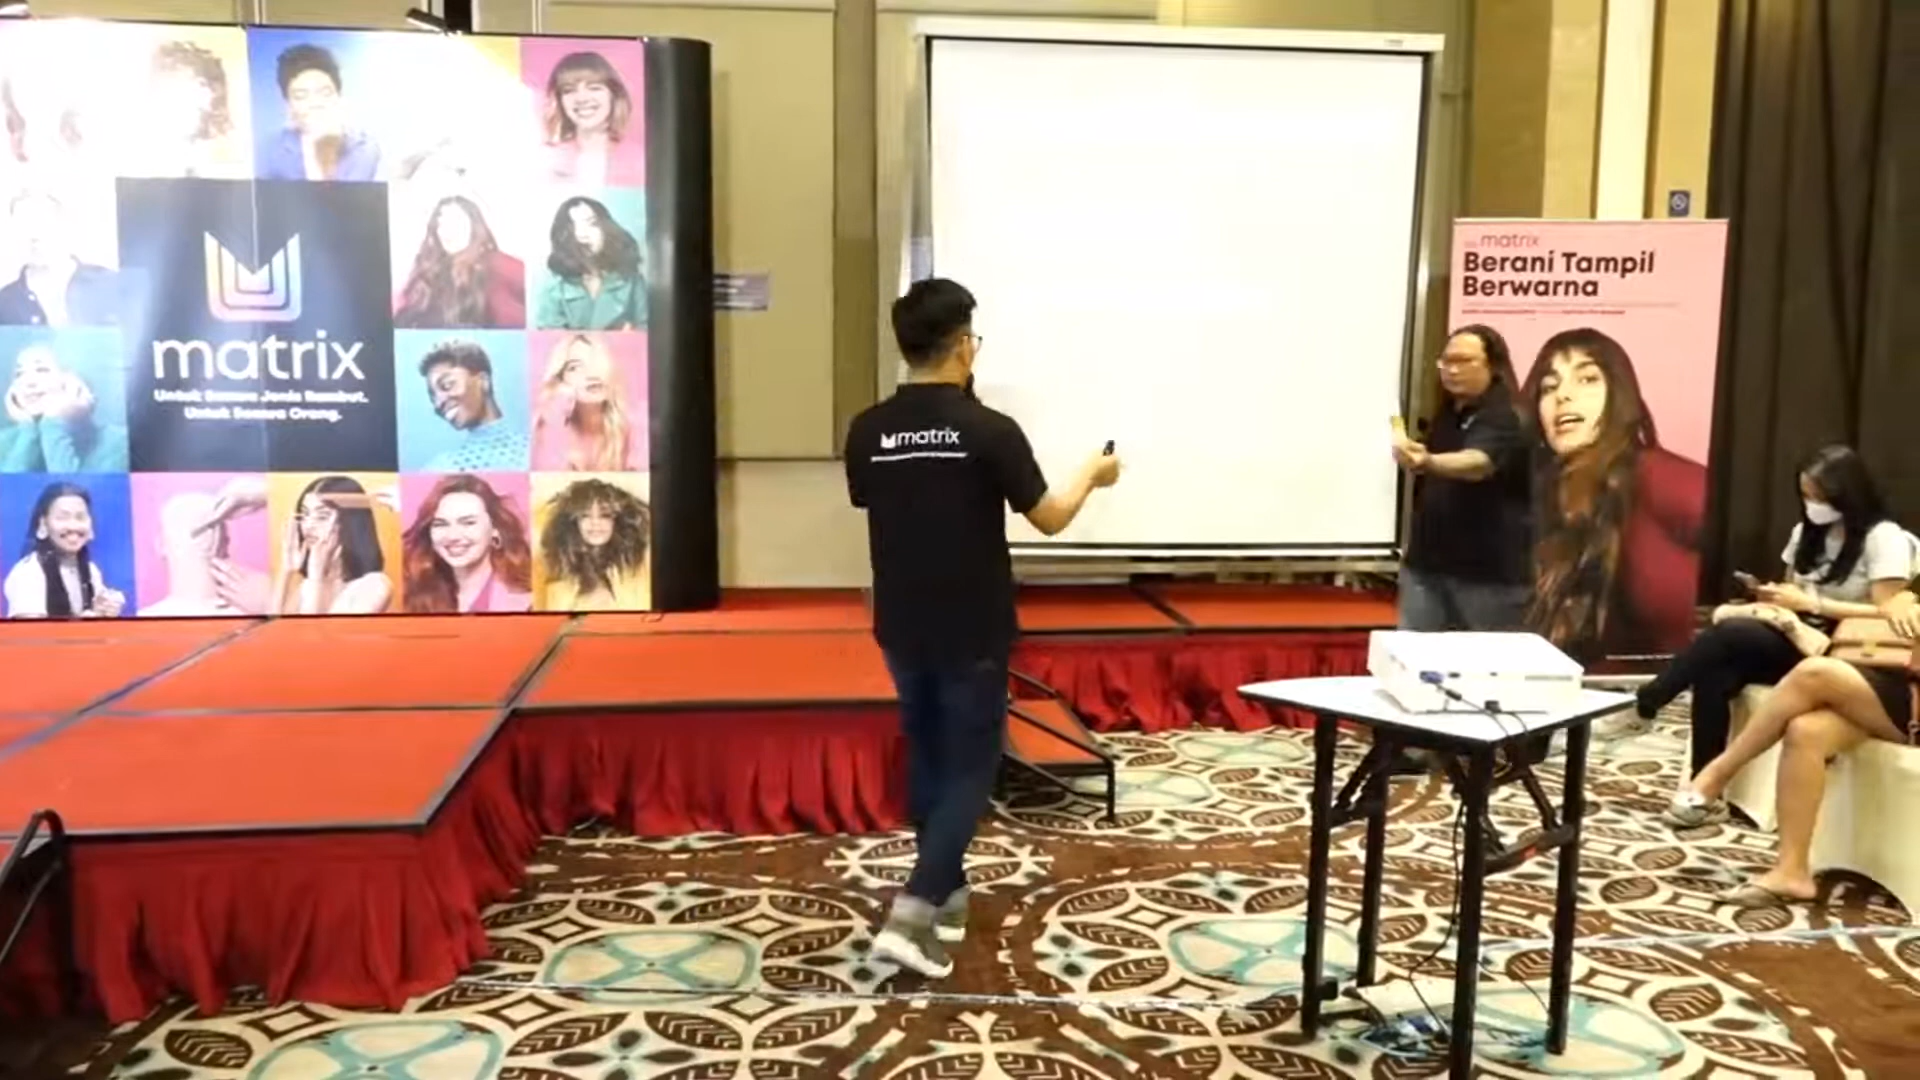 matrix
Untuk Semua Jenis Rambut.
Untuk Semua Orang.
matrix
matrix
Berani Tampil
Berwarna